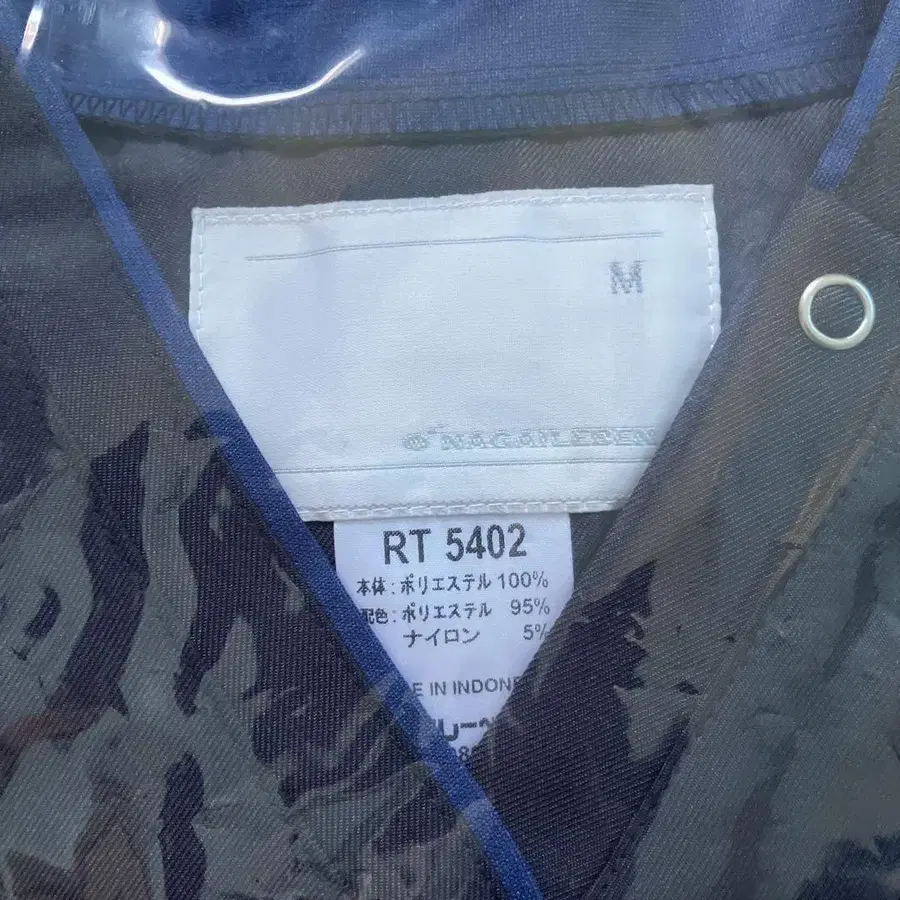 M
NAGAILEBEN
RT 5402
本体：ポリエステル 100%
配色：ポリエステル 95%
ナイロン 5%
E IN INDONE